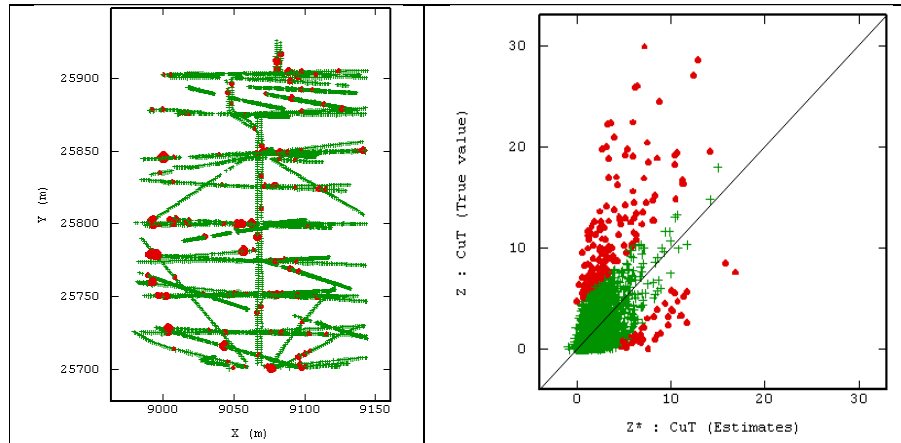 25900
25850
25800
25750
25700
Y (m)
9000 9050 9100 9150
X (m)
30
20
10
0
Z : CuT (True value)
0 10 20 30
Z* : CuT (Estimates)